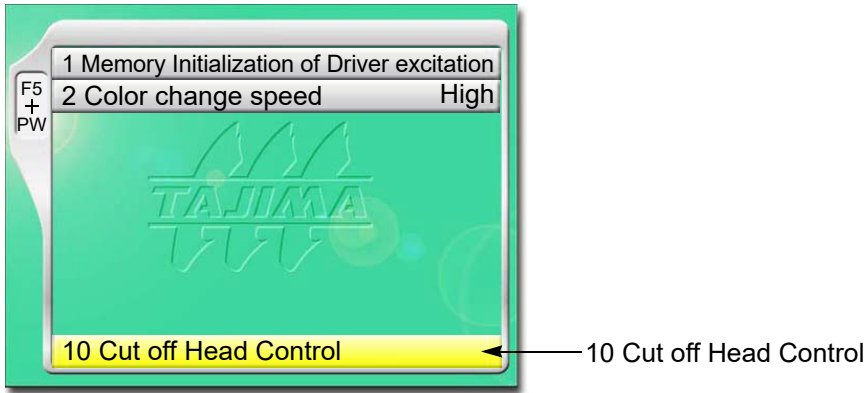 1 Memory Initialization of Driver excitation
F5
+
PW
2 Color change speed High
TAJIMA
10 Cut off Head Control
10 Cut off Head Control